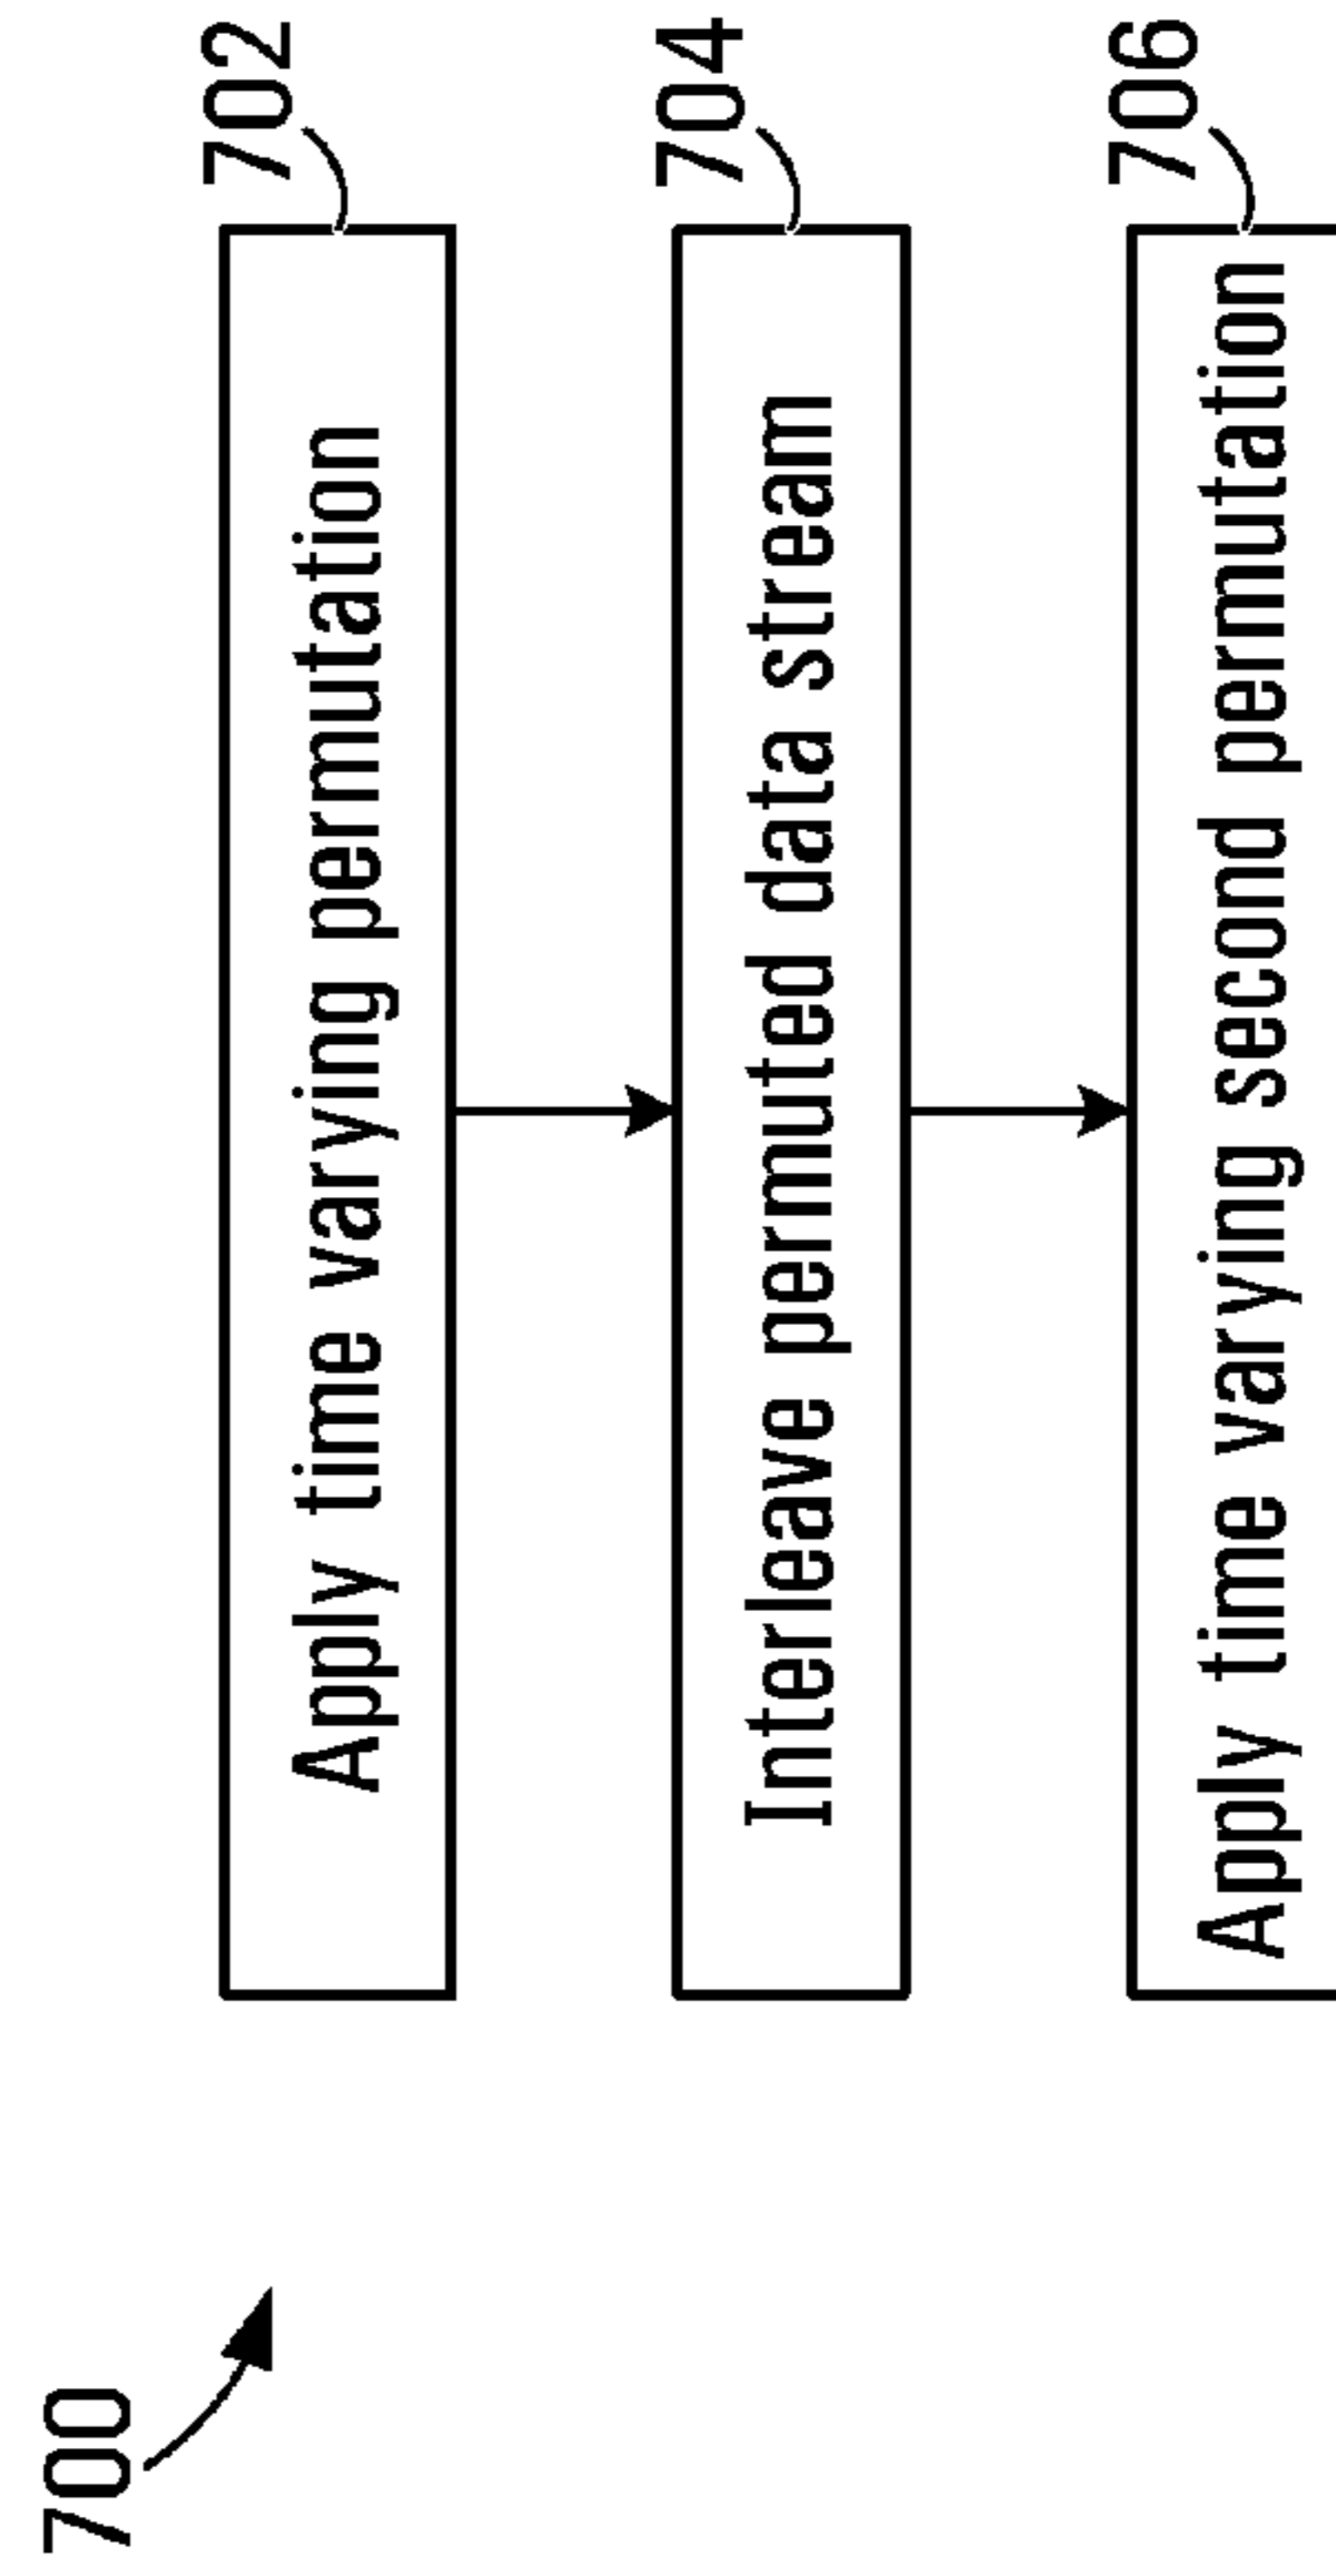 700
702
Apply time varying permutation
704
Interleave permuted data stream
706
Apply time varying second permutation